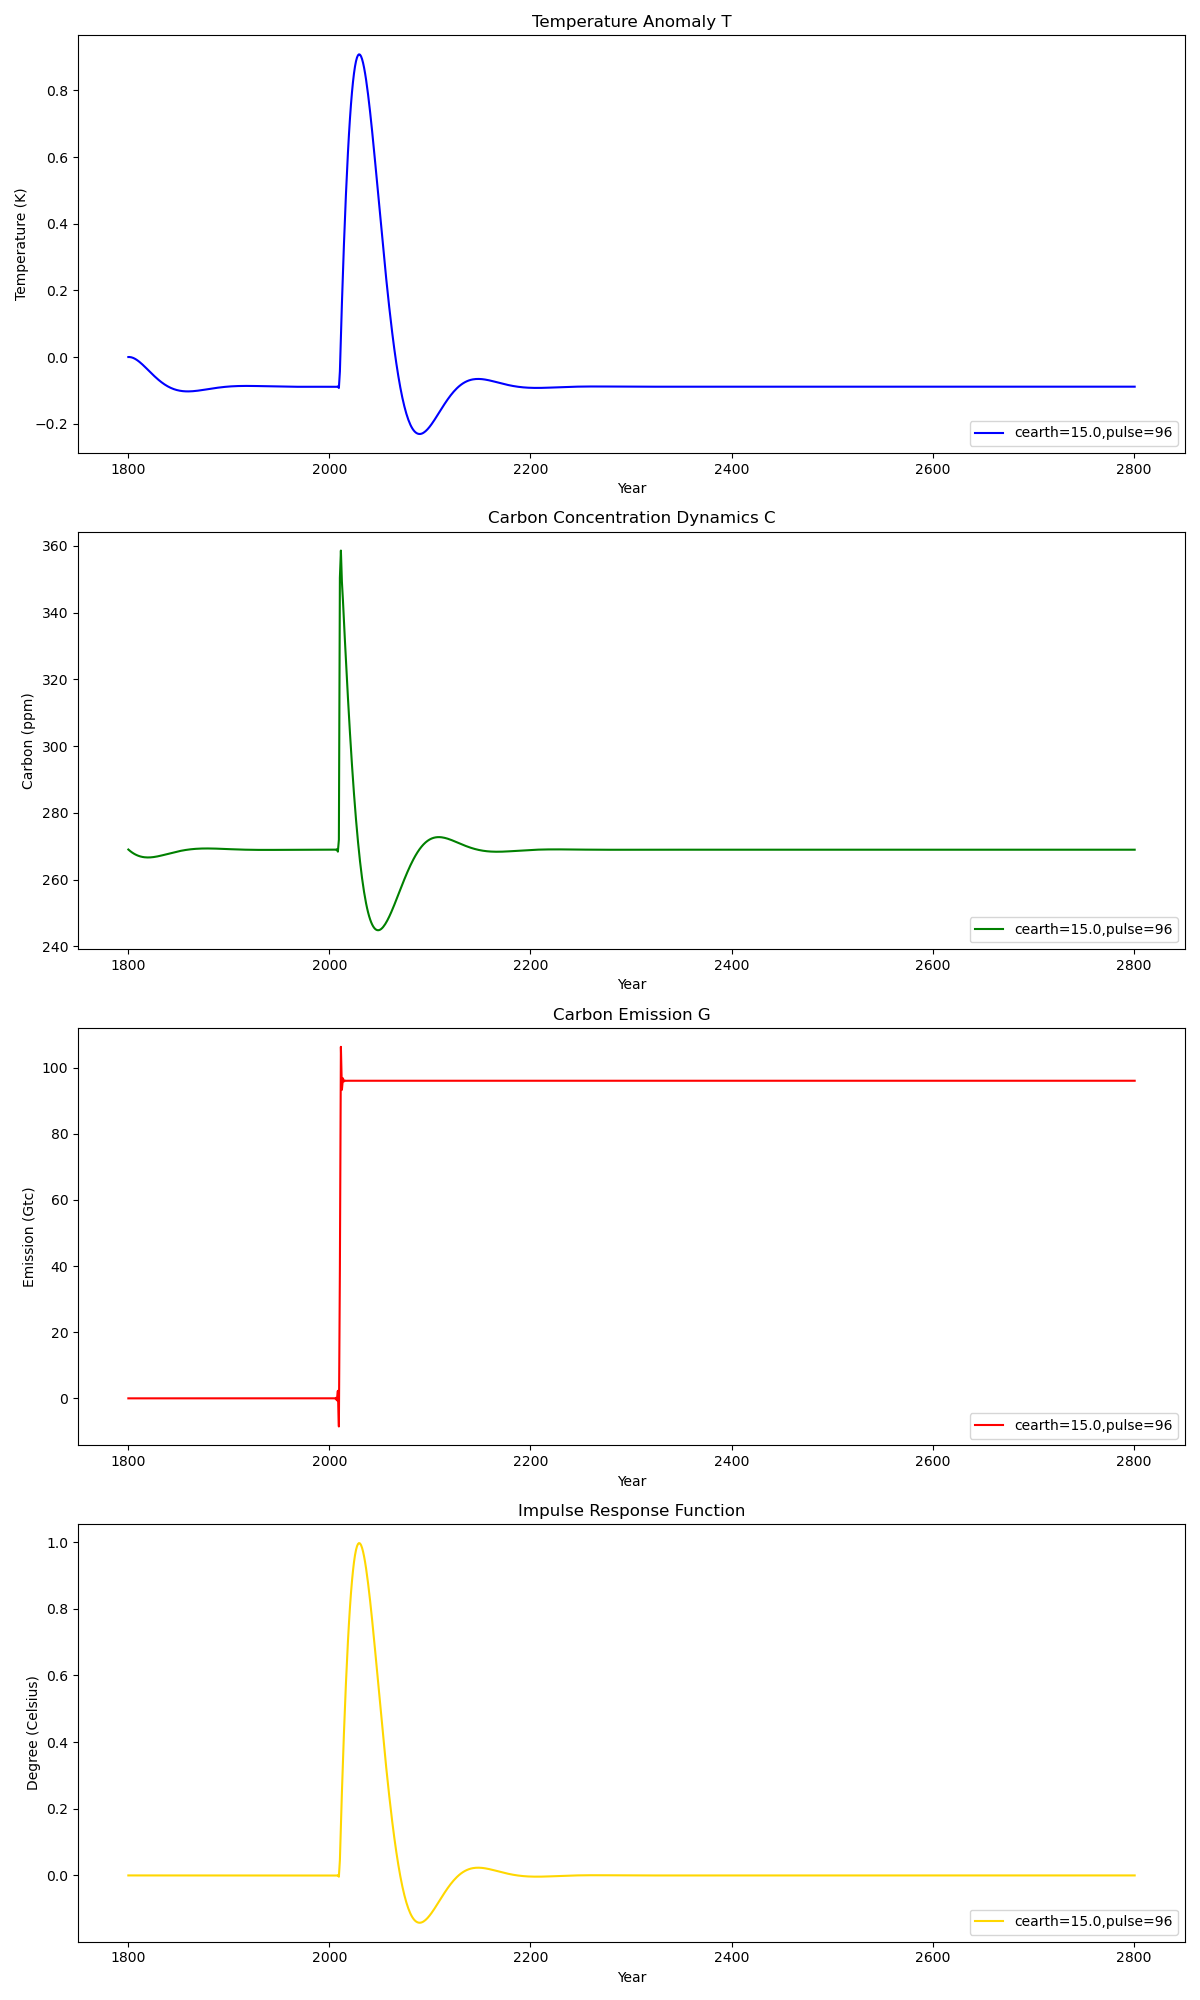 Temperature Anomaly T
Temperature (K)
0.8
0.6
0.4
0.2
0.0
−0.2
cearth=15.0,pulse=96
1800 2000 2200 2400 2600 2800
Year
Carbon Concentration Dynamics C
Carbon (ppm)
360
340
320
300
280
260
240
cearth=15.0,pulse=96
1800 2000 2200 2400 2600 2800
Year
Carbon Emission G
Emission (Gtc)
100
80
60
40
20
0
cearth=15.0,pulse=96
1800 2000 2200 2400 2600 2800
Year
Impulse Response Function
Degree (Celsius)
1.0
0.8
0.6
0.4
0.2
0.0
cearth=15.0,pulse=96
1800 2000 2200 2400 2600 2800
Year